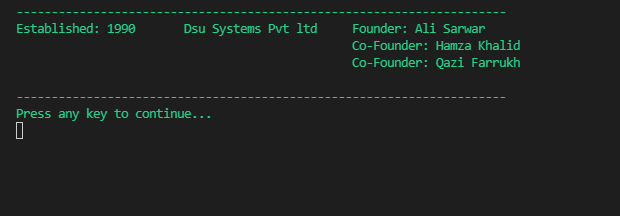 ----------------------------------------------------------------------
Established: 1990       Dsu Systems Pvt ltd     Founder: Ali Sarwar
                                                Co-Founder: Hamza Khalid
                                                Co-Founder: Qazi Farrukh
----------------------------------------------------------------------
Press any key to continue...